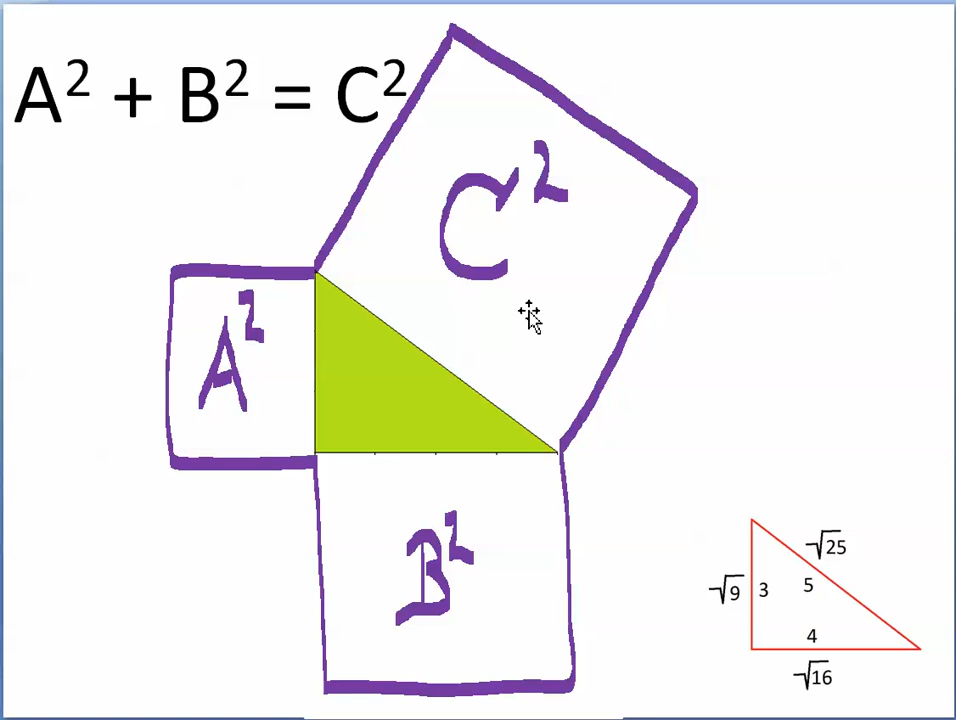 A² + B² = C²
C²
A²
B²
√25
√9 3 5
4
√16